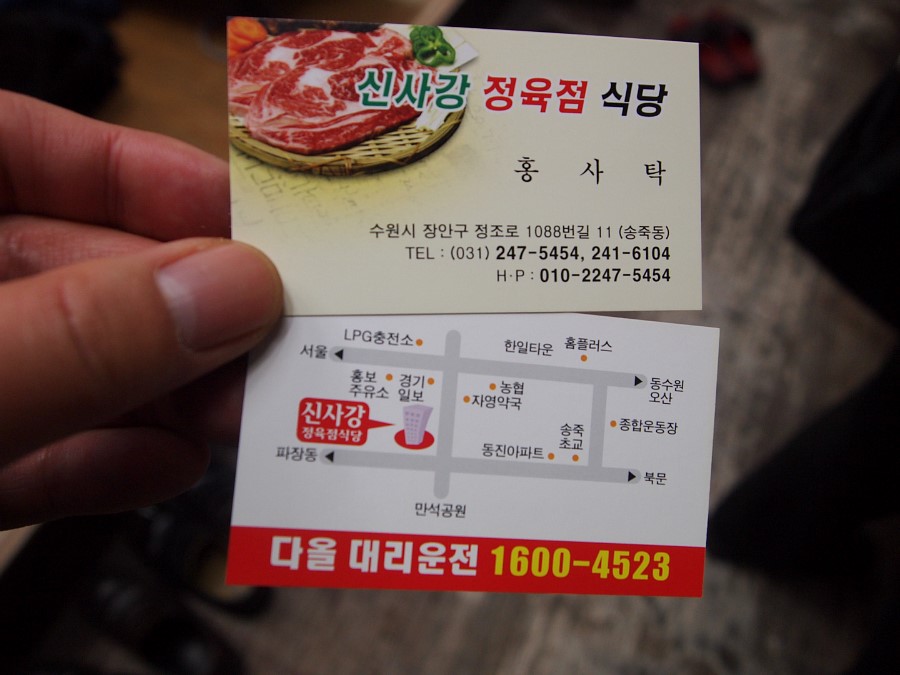 신사강 정육점 식당
홍 사 탁
수원시 장안구 정조로 1088번길 11 (송죽동)
TEL : (031) 247-5454, 241-6104
H·P : 010-2247-5454
LPG충전소
서울
한일타운
홈플러스
동수원
오산
홍보
주유소
경기
일보
농협
자영약국
신사강
정육점식당
송죽
초교
종합운동장
동진아파트
파장동
북문
만석공원
다올 대리운전 1600-4523